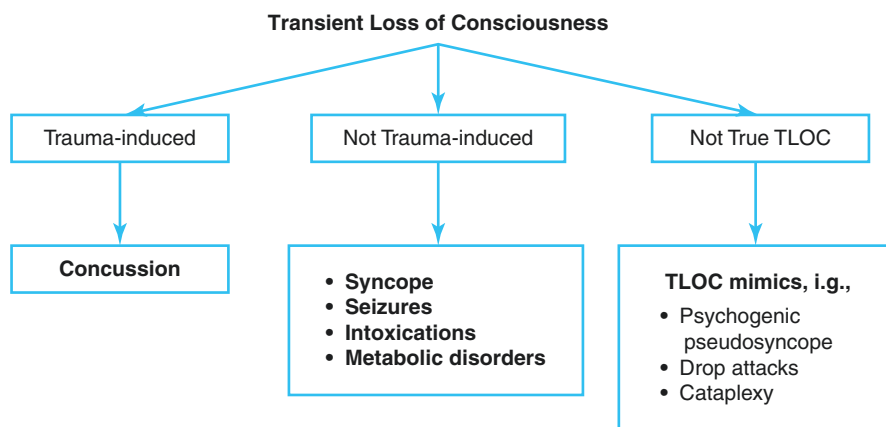 Transient Loss of Consciousness
Trauma-induced
Not Trauma-induced
Not True TLOC
Concussion
• Syncope
• Seizures
• Intoxications
• Metabolic disorders
TLOC mimics, i.g.,
• Psychogenic
pseudosyncope
• Drop attacks
• Cataplexy